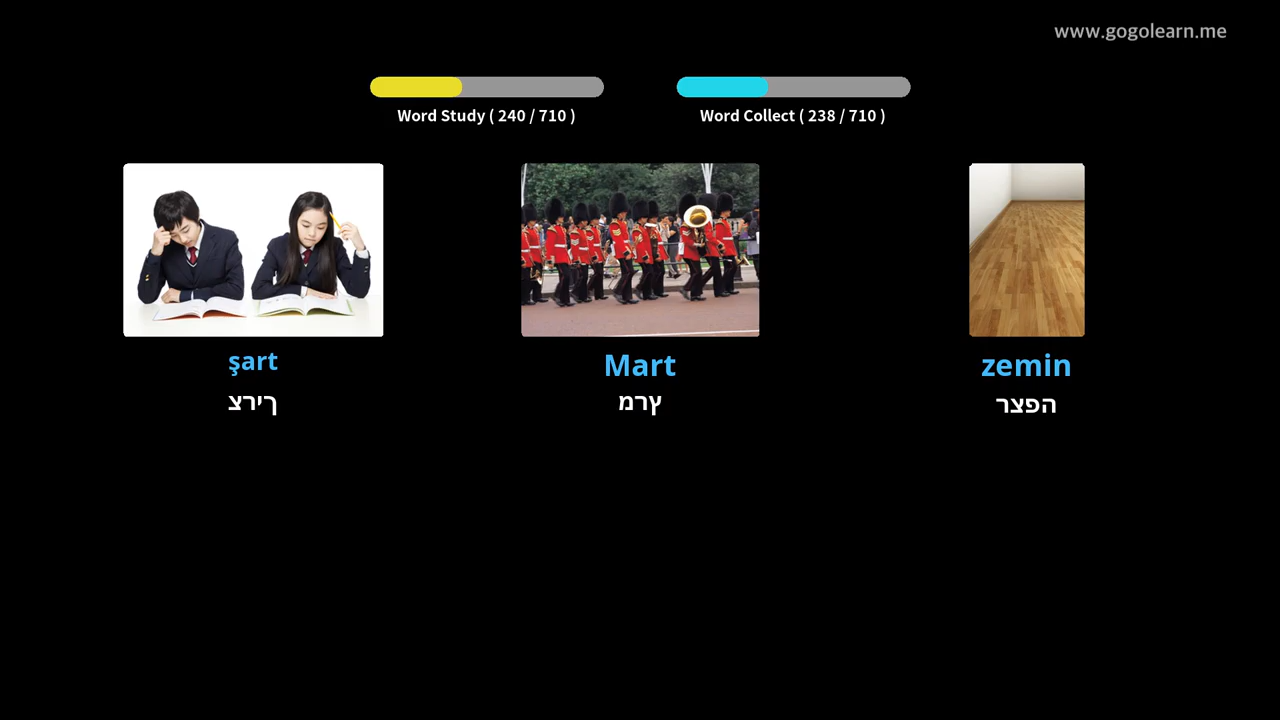 www.gogolearn.me
Word Study ( 240 / 710 )
Word Collect ( 238 / 710 )
şart
ךירצ
Mart
ץרמ
zemin
הפצר